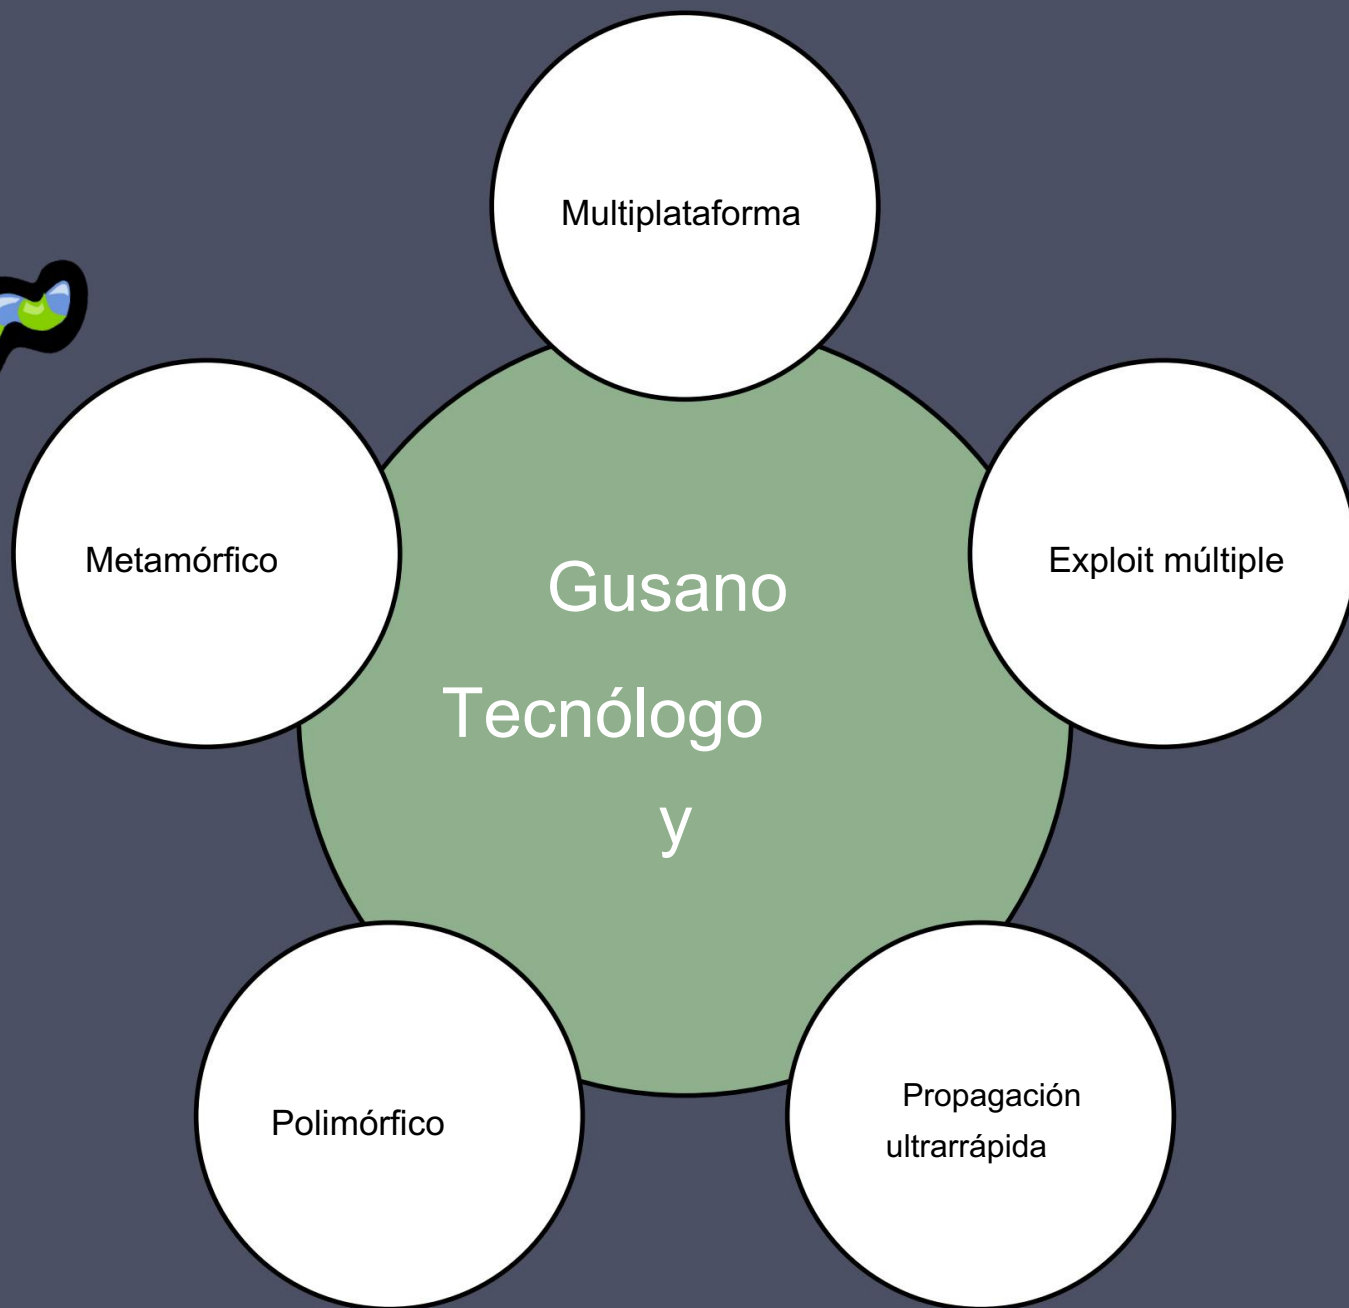 Multiplataforma
Metamórfico
Exploit múltiple
Gusano
Tecnólogo
y
Polimórfico
Propagación
ultrarrápida